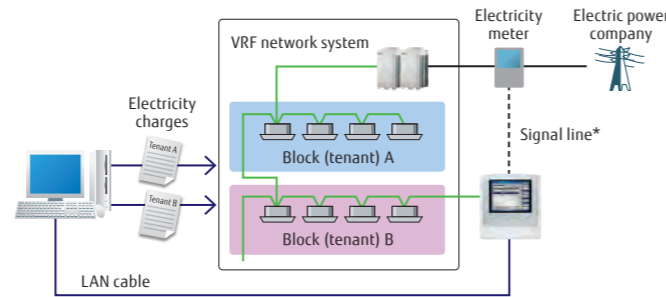 Electricity
meter
Electric power
company
VRF network system
Electricity
charges
Tenant A
Block (tenant) A
Signal line*
Tenant B
Block (tenant) B
LAN cable